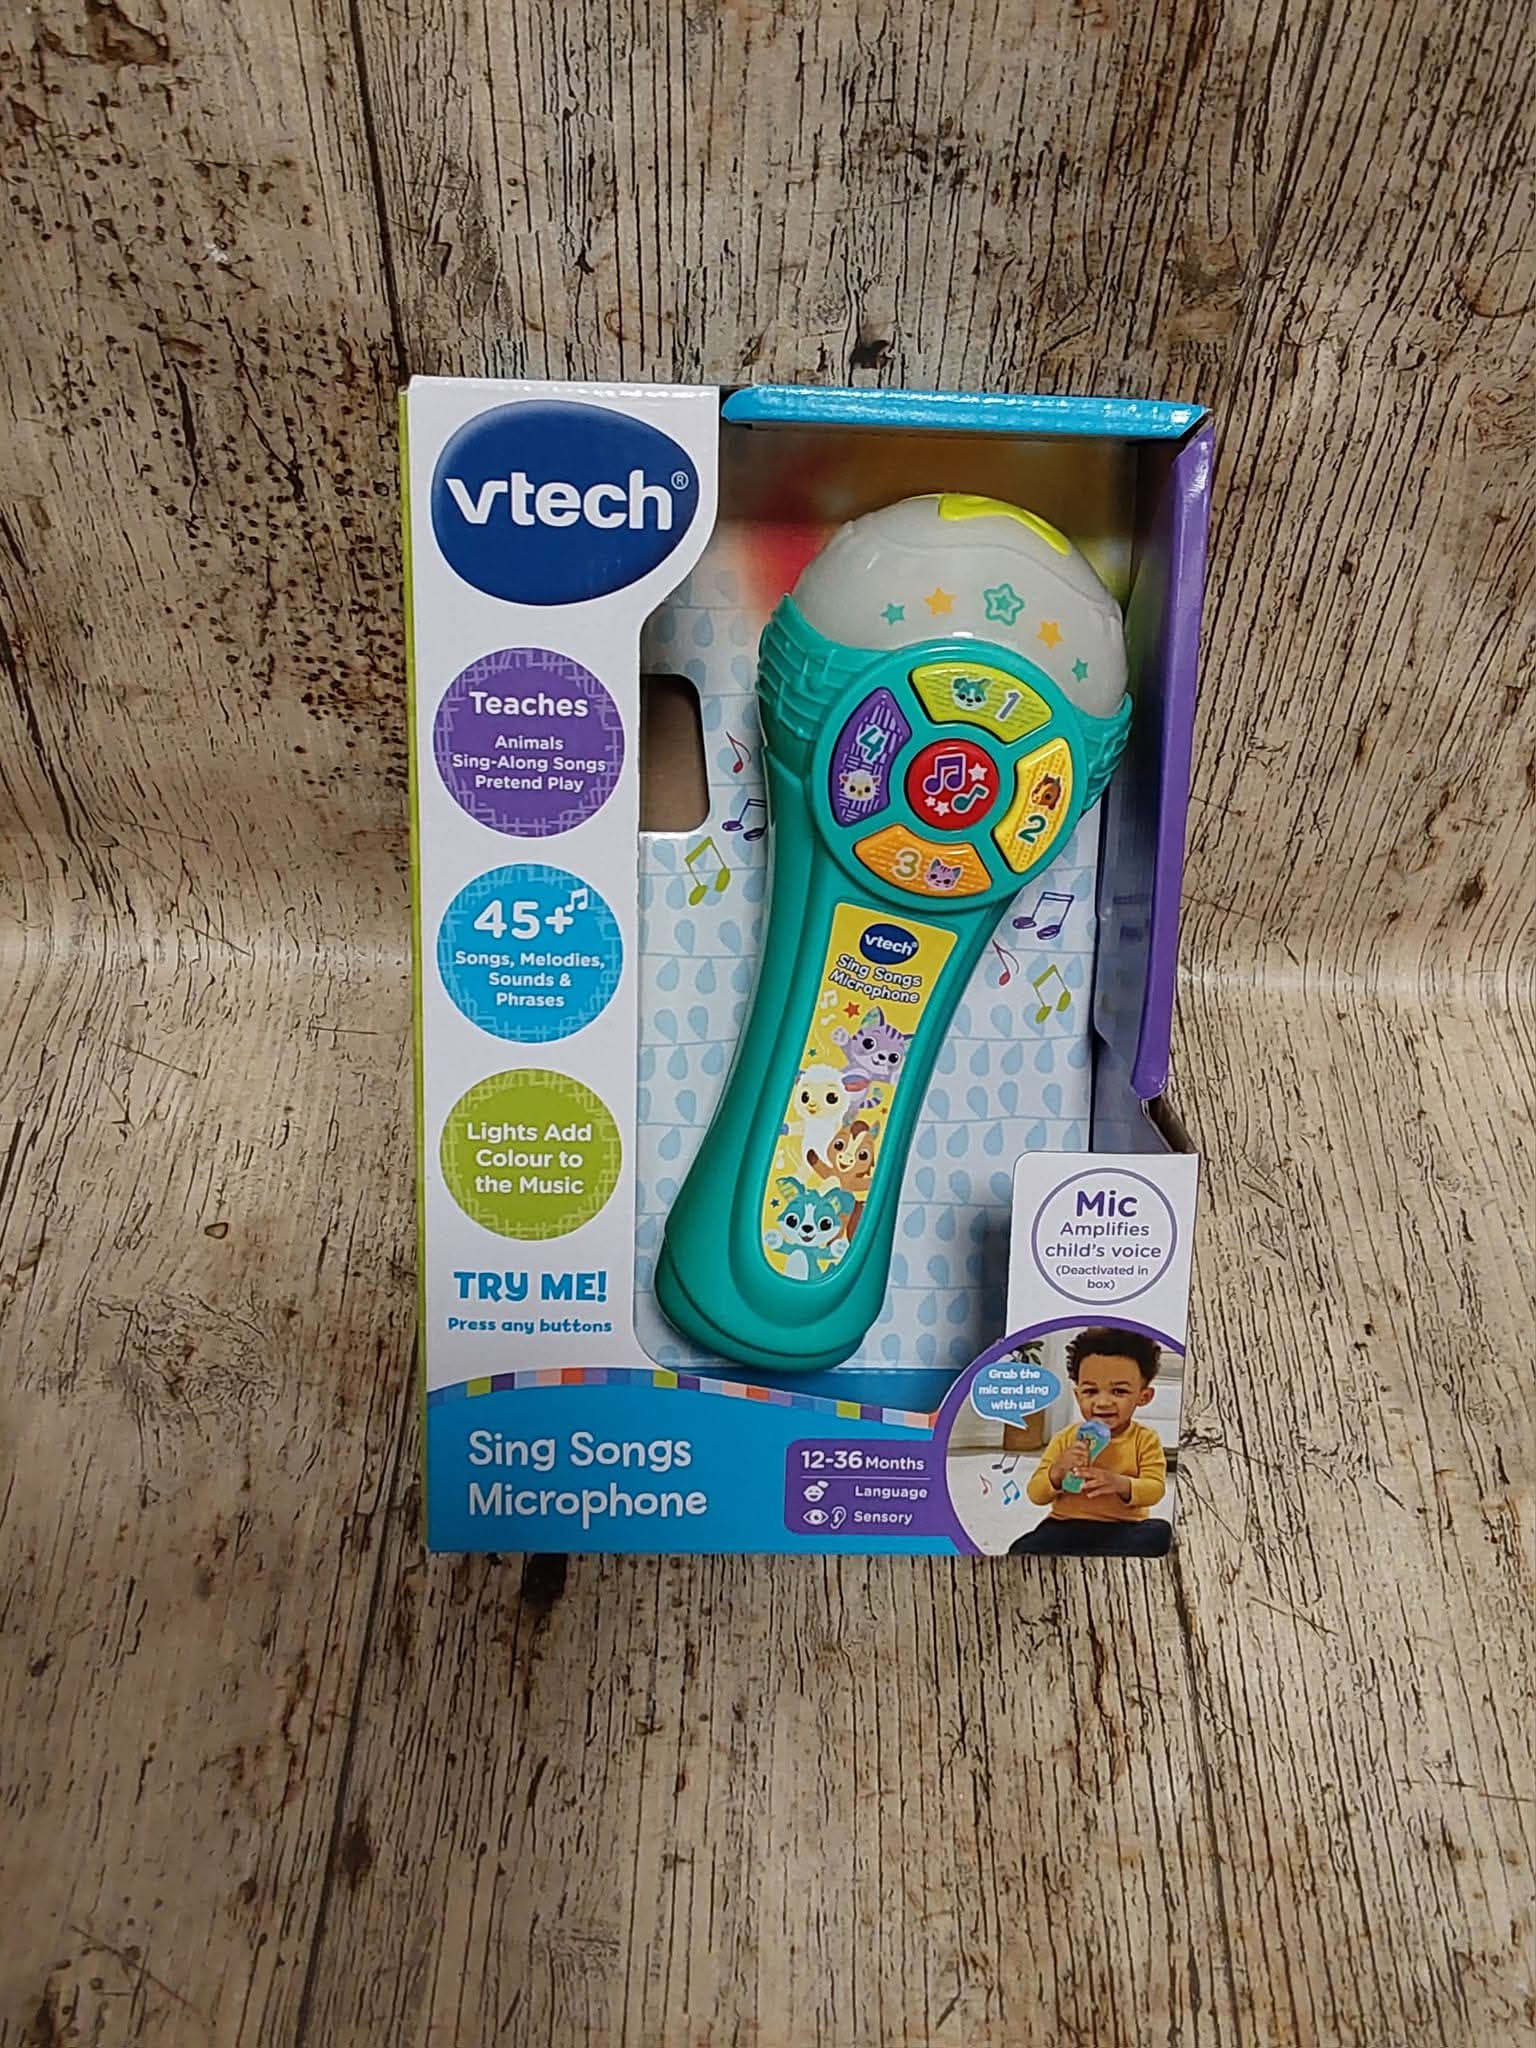 vtech®
Teaches
Animals
Sing-Along Songs
Pretend Play
45+
Songs, Melodies,
Sounds &
Phrases
Lights Add
Colour to
the Music
TRY ME!
Press any buttons
1
2
3
4
vtech®
Sing Songs
Microphone
Mic
Amplifies
child's voice
(Deactivated in
box)
Grab the
mic and sing
with us!
Sing Songs
Microphone
12-36 Months
Language
Sensory